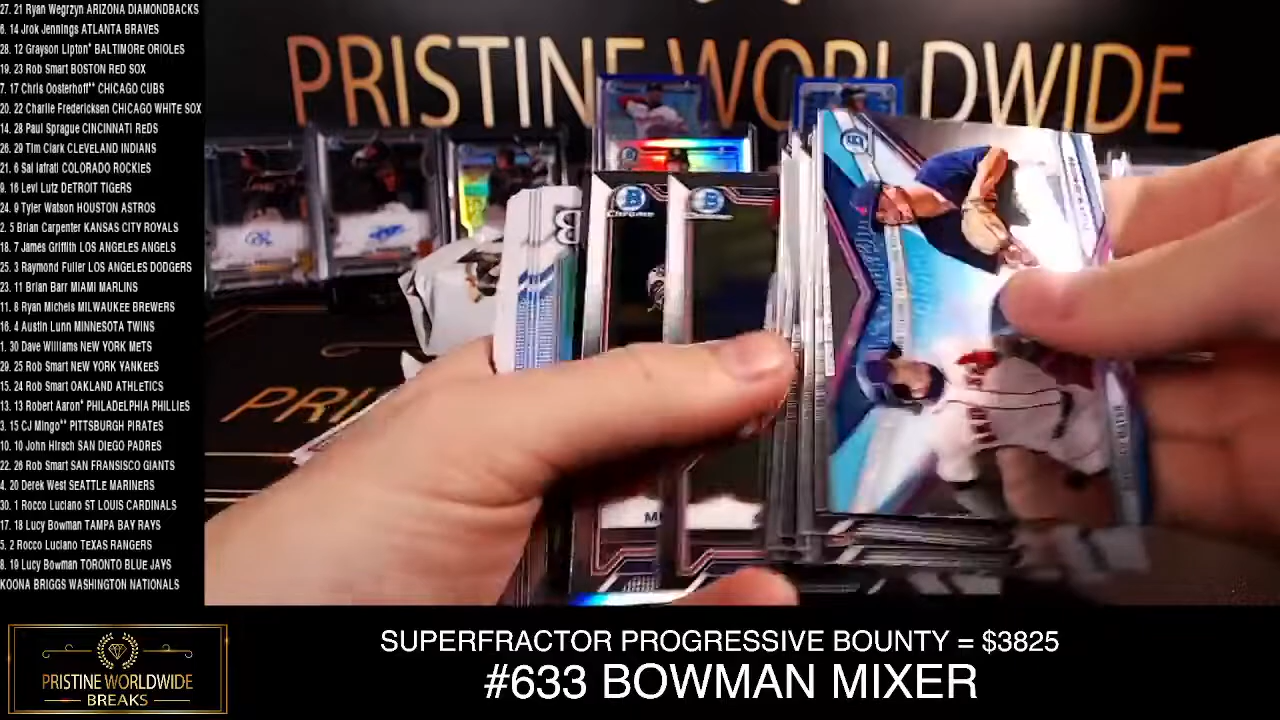 27. 21 Ryan Wegrzyn ARIZONA DIAMONDBACKS
6. 14 Jrok Jennings ATLANTA BRAVES
28. 12 Grayson Lipton* BALTIMORE ORIOLES
19. 23 Rob Smart BOSTON RED SOX
7. 17 Chris Oosterhoff** CHICAGO CUBS
20. 22 Charlie Fredericksen CHICAGO WHITE SOX
14. 28 Paul Sprague CINCINNATI REDS
26. 29 Tim Clark CLEVELAND INDIANS
21. 6 Sal Iafrati COLORADO ROCKIES
9. 16 Levi Lutz DETROIT TIGERS
24. 9 Tyler Watson HOUSTON ASTROS
2. 5 Brian Carpenter KANSAS CITY ROYALS
18. 7 James Griffith LOS ANGELES ANGELS
25. 3 Raymond Fuller LOS ANGELES DODGERS
23. 11 Brian Barr MIAMI MARLINS
11. 8 Ryan Michels MILWAUKEE BREWERS
16. 4 Austin Lunn MINNESOTA TWINS
1. 30 Dave Williams NEW YORK METS
29. 25 Rob Smart NEW YORK YANKEES
15. 24 Rob Smart OAKLAND ATHLETICS
13. 13 Robert Aaron* PHILADELPHIA PHILLIES
3. 15 CJ Mingo** PITTSBURGH PIRATES
10. 10 John Hirsch SAN DIEGO PADRES
22. 26 Rob Smart SAN FRANSISCO GIANTS
4. 20 Derek West SEATTLE MARINERS
30. 1 Rocco Luciano ST LOUIS CARDINALS
17. 18 Lucy Bowman TAMPA BAY RAYS
5. 2 Rocco Luciano TEXAS RANGERS
8. 19 Lucy Bowman TORONTO BLUE JAYS
KOONA BRIGGS WASHINGTON NATIONALS
PRISTINE WORLDWIDE
Chrome
PRI
PRISTINE WORLDWIDE
BREAKS
SUPERFRACTOR PROGRESSIVE BOUNTY = $3825
#633 BOWMAN MIXER